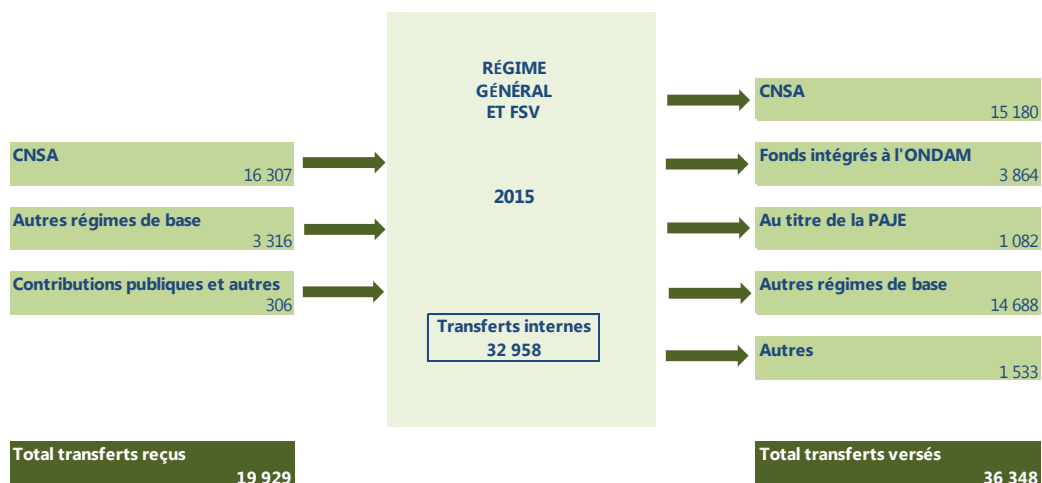 RÉGIME
GÉNÉRAL
ET FSV
2015
CNSA
16 307
Autres régimes de base
3 316
Contributions publiques et autres
306
Transferts internes
32 958
CNSA
15 180
Fonds intégrés à l'ONDAM
3 864
Au titre de la PAJE
1 082
Autres régimes de base
14 688
Autres
1 533
Total transferts reçus
19 929
Total transferts versés
36 348